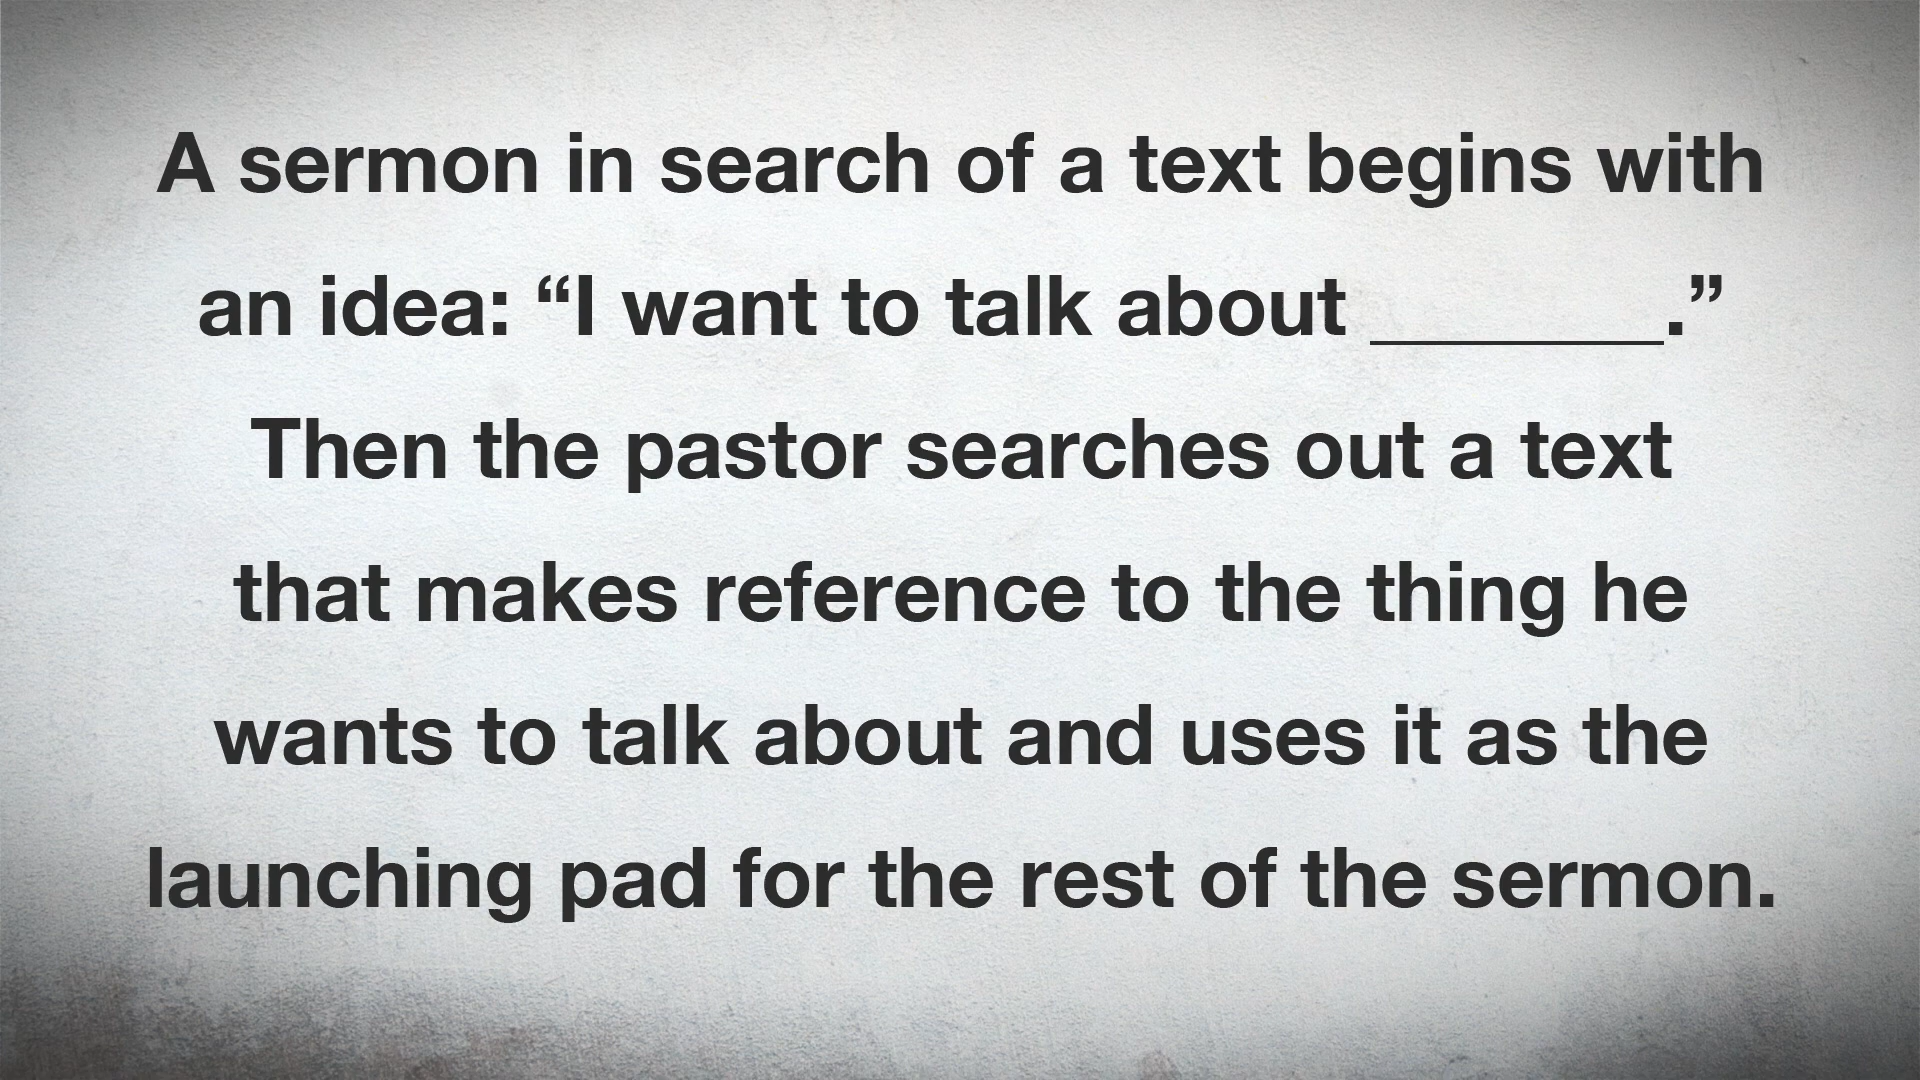 A sermon in search of a text begins with
an idea: “I want to talk about _______.”
Then the pastor searches out a text
that makes reference to the thing he
wants to talk about and uses it as the
launching pad for the rest of the sermon.